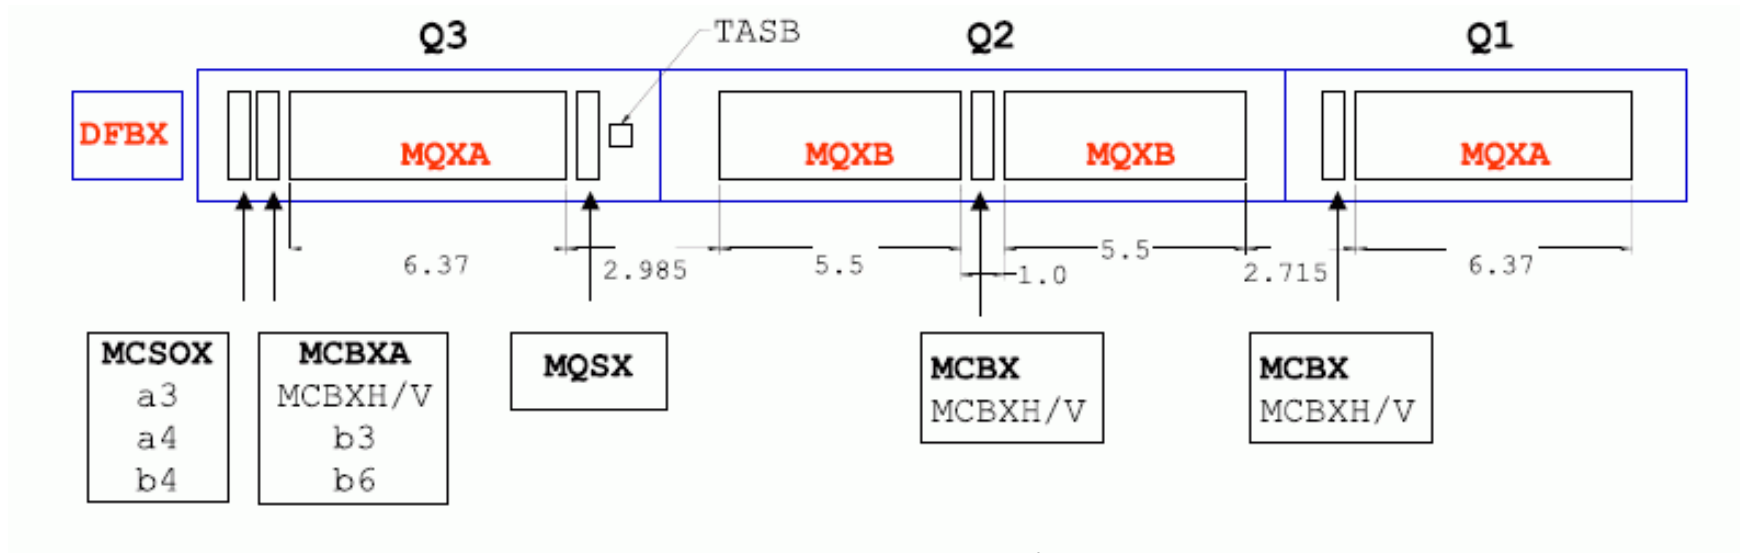 Q3
TASB
Q2
Q1
DFBX
MQXA
MQXB
MQXB
MQXA
6.37
2.985
5.5
1.0
5.5
2.715
6.37
MCSOX
a3
a4
b4
MCBXA
MCBXH/V
b3
b6
MQSX
MCBX
MCBXH/V
MCBX
MCBXH/V